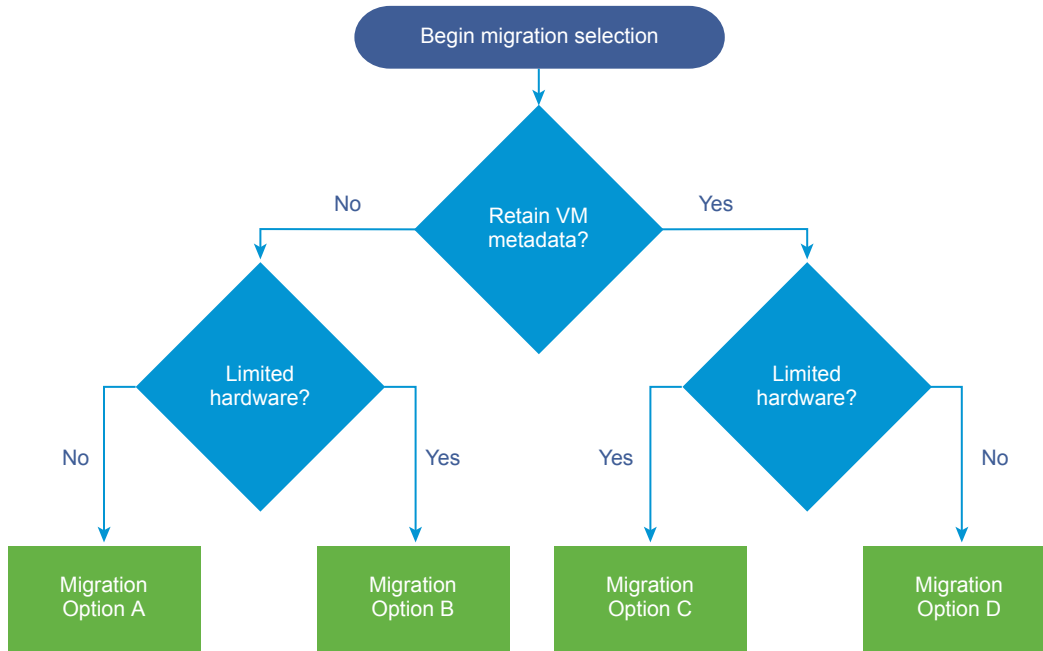 Begin migration selection
No
Retain VM
metadata?
Yes
Limited
hardware?
Limited
hardware?
No
Yes
Yes
No
Migration
Option A
Migration
Option B
Migration
Option C
Migration
Option D